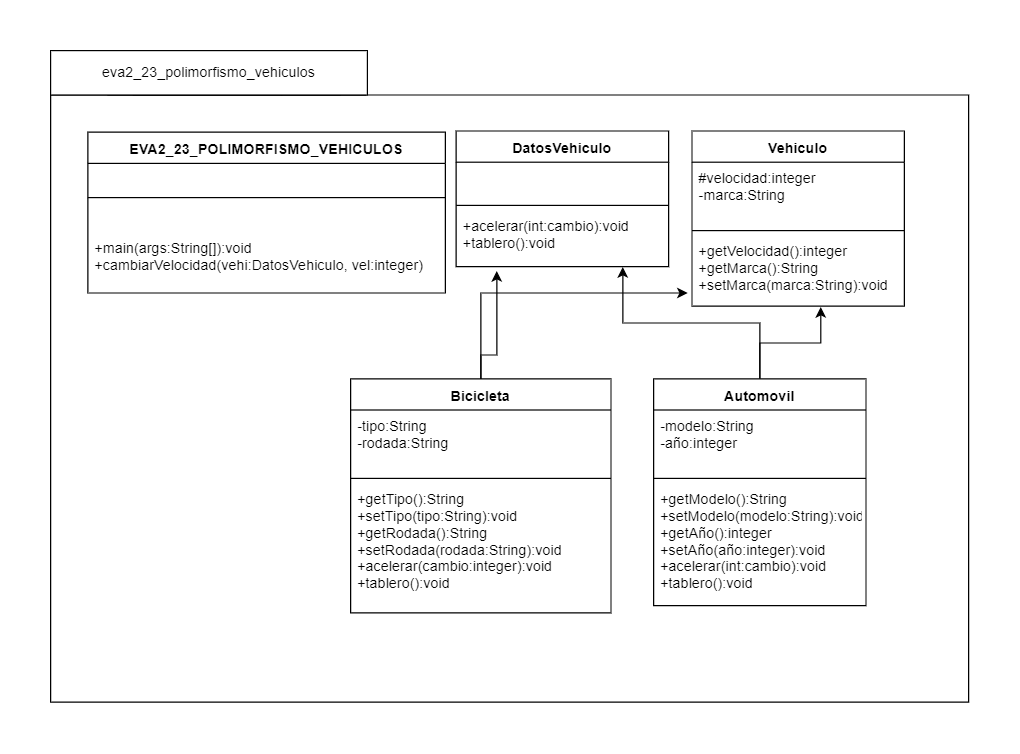 eva2_23_polimorfismo_vehiculos
EVA2_23_POLIMORFISMO_VEHICULOS
+main(args:String[]):void
+cambiarVelocidad(vehi:DatosVehiculo, vel:integer)
DatosVehiculo
+acelerar(int:cambio):void
+tablero():void
Vehiculo
#velocidad:integer
-marca:String
+getVelocidad():integer
+getMarca():String
+setMarca(marca:String):void
Bicicleta
-tipo:String
-rodada:String
+getTipo():String
+setTipo(tipo:String):void
+getRodada():String
+setRodada(rodada:String):void
+acelerar(cambio:integer):void
+tablero():void
Automovil
-modelo:String
-año:integer
+getModelo():String
+setModelo(modelo:String):void
+getAño():integer
+setAño(año:integer):void
+acelerar(int:cambio):void
+tablero():void